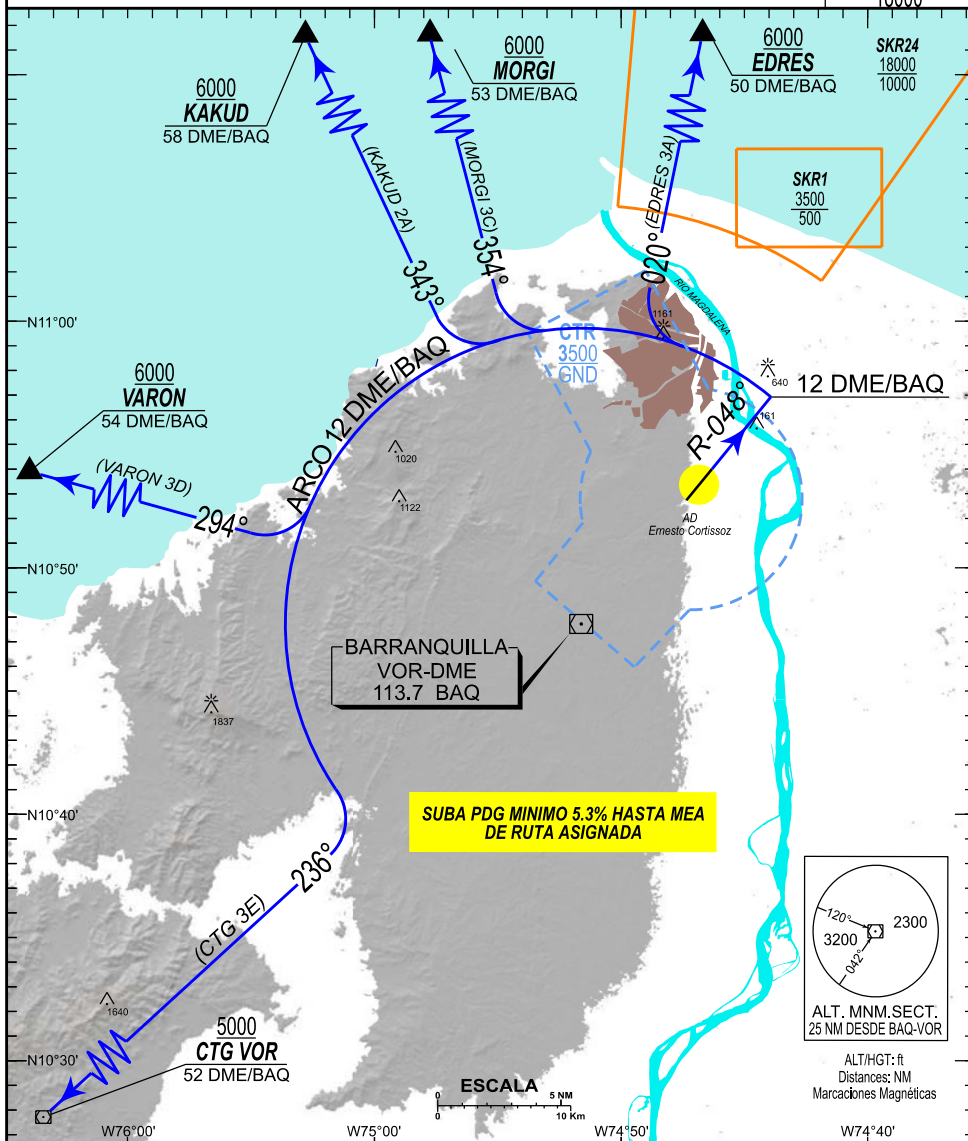 6000
KAKUD
58 DME/BAQ
6000
MORGI
53 DME/BAQ
6000
EDRES
50 DME/BAQ
SKR24
18000
10000
SKR1
3500
500
(KAKUD 2A)
343°
(MORGI 3C)
354°
(EDRES 3A)
020°
RIO MAGDALENA
N11°00'
CTR
3500
GND
1161
640
12 DME/BAQ
R-048°
161
6000
VARON
54 DME/BAQ
(VARON 3D)
294°
ARCO 12 DME/BAQ
1020
1122
AD
Ernesto Cortissoz
N10°50'
BARRANQUILLA
VOR-DME
113.7 BAQ
1837
N10°40'
SUBA PDG MINIMO 5.3% HASTA MEA
DE RUTA ASIGNADA
236°
(CTG 3E)
120°
2300
3200
042°
ALT. MNM.SECT.
25 NM DESDE BAQ-VOR
1640
N10°30'
5000
CTG VOR
52 DME/BAQ
ALT/HGT: ft
Distances: NM
Marcaciones Magnéticas
ESCALA
0 5 NM
0 10 Km
W76°00'
W75°00'
W74°50'
W74°40'